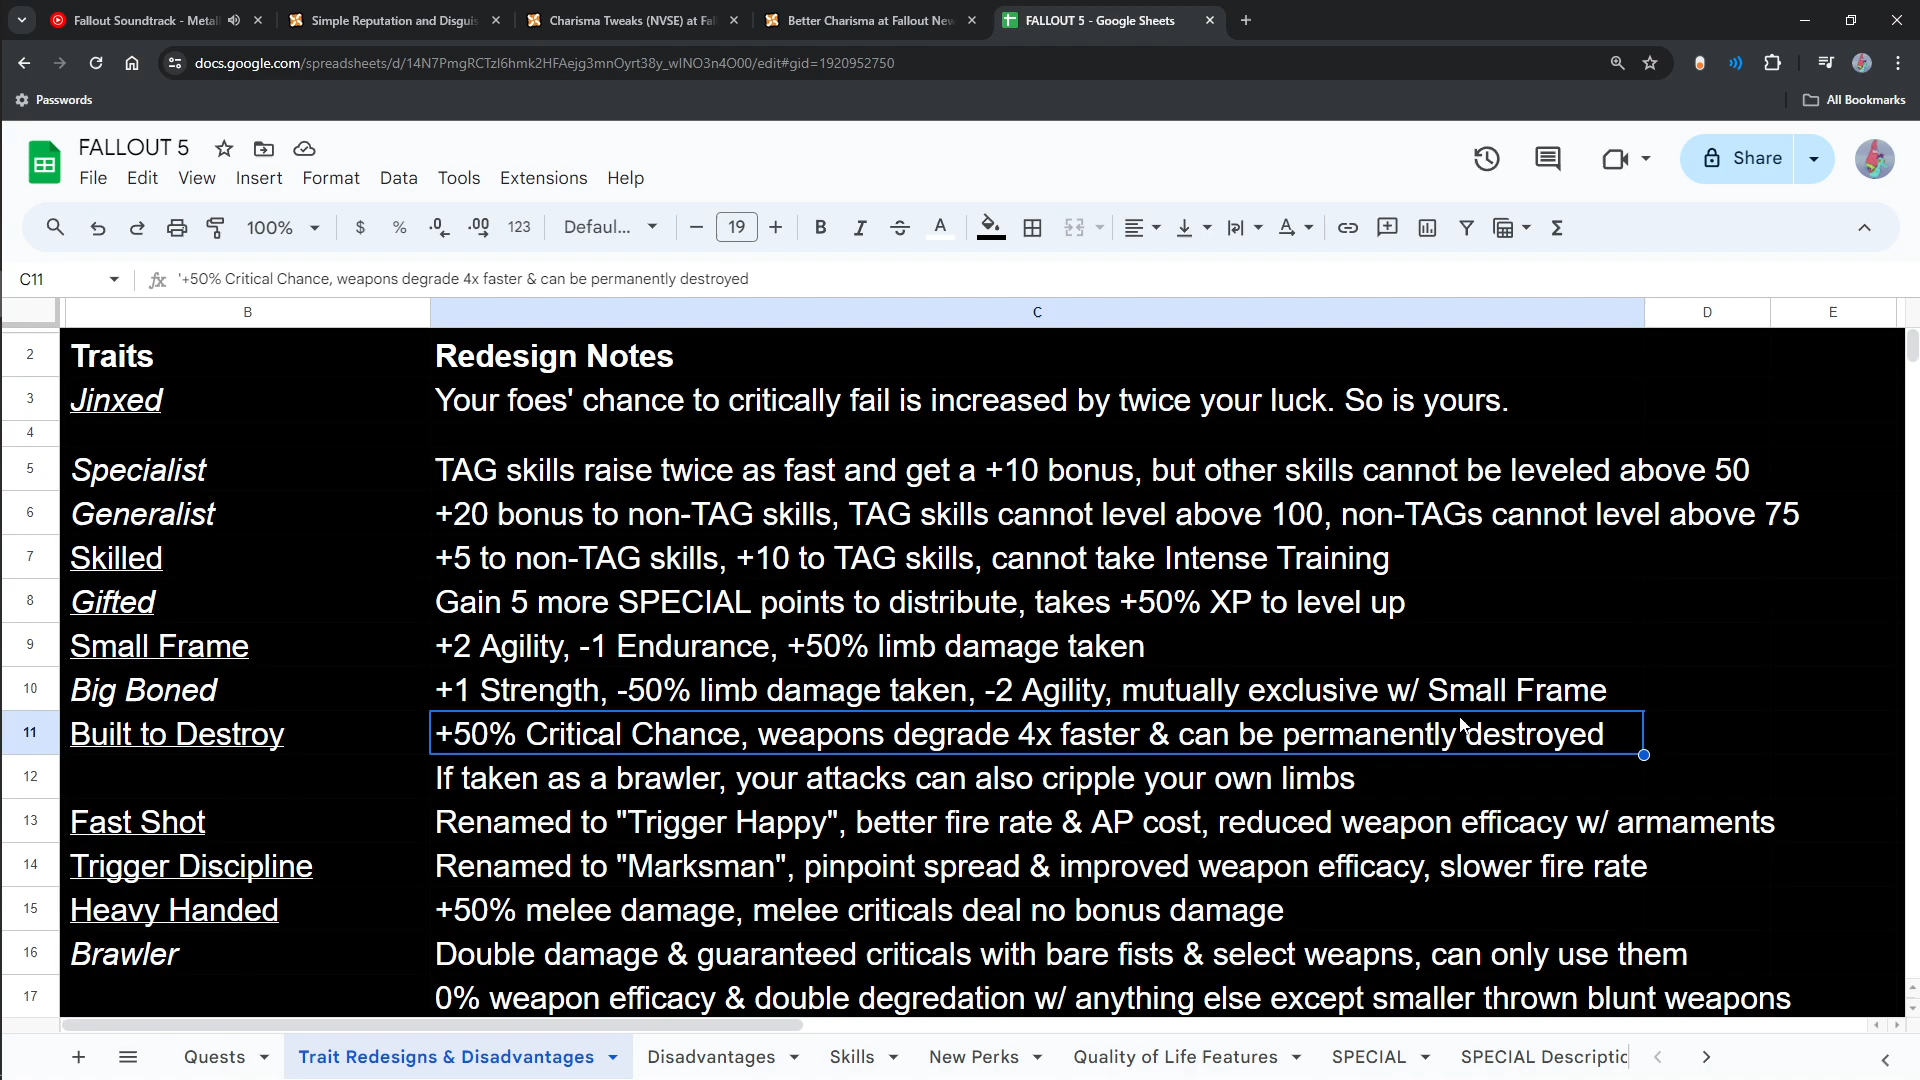 Fallout Soundtrack - Metal
Simple Reputation and Disguis
Charisma Tweaks (NVSE) at Fal
Better Charisma at Fallout New
FALLOUT 5 - Google Sheets
docs.google.com/spreadsheets/d/14N7PmgRCTzl6hmk2HFAejg3mnOyrt38y_wINO3n4O00/edit#gid=1920952750
Passwords
All Bookmarks
FALLOUT 5
File Edit View Insert Format Data Tools Extensions Help
Share
100% $ % .0 .00 123 Defaul... 19 B I S A Σ
C11 fx '+50% Critical Chance, weapons degrade 4x faster & can be permanently destroyed
B C D E
2 Traits Redesign Notes
3 Jinxed Your foes' chance to critically fail is increased by twice your luck. So is yours.
4
5 Specialist TAG skills raise twice as fast and get a +10 bonus, but other skills cannot be leveled above 50
6 Generalist +20 bonus to non-TAG skills, TAG skills cannot level above 100, non-TAGs cannot level above 75
7 Skilled +5 to non-TAG skills, +10 to TAG skills, cannot take Intense Training
8 Gifted Gain 5 more SPECIAL points to distribute, takes +50% XP to level up
9 Small Frame +2 Agility, -1 Endurance, +50% limb damage taken
10 Big Boned +1 Strength, -50% limb damage taken, -2 Agility, mutually exclusive w/ Small Frame
11 Built to Destroy +50% Critical Chance, weapons degrade 4x faster & can be permanently destroyed
12 If taken as a brawler, your attacks can also cripple your own limbs
13 Fast Shot Renamed to "Trigger Happy", better fire rate & AP cost, reduced weapon efficacy w/ armaments
14 Trigger Discipline Renamed to "Marksman", pinpoint spread & improved weapon efficacy, slower fire rate
15 Heavy Handed +50% melee damage, melee criticals deal no bonus damage
16 Brawler Double damage & guaranteed criticals with bare fists & select weapns, can only use them
17 0% weapon efficacy & double degredation w/ anything else except smaller thrown blunt weapons
Quests Trait Redesigns & Disadvantages Disadvantages Skills New Perks Quality of Life Features SPECIAL SPECIAL Descriptic